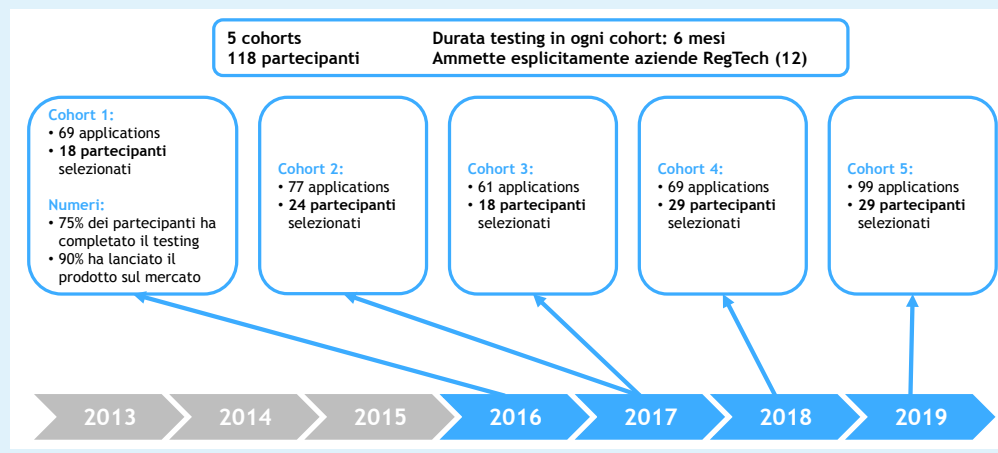 5 cohorts
118 partecipanti
Durata testing in ogni cohort: 6 mesi
Ammette esplicitamente aziende RegTech (12)
Cohort 1:
• 69 applications
• 18 partecipanti
selezionati
Numeri:
• 75% dei partecipanti ha
completato il testing
• 90% ha lanciato il
prodotto sul mercato
Cohort 2:
• 77 applications
• 24 partecipanti
selezionati
Cohort 3:
• 61 applications
• 18 partecipanti
selezionati
Cohort 4:
• 69 applications
• 29 partecipanti
selezionati
Cohort 5:
• 99 applications
• 29 partecipanti
selezionati
2013
2014
2015
2016
2017
2018
2019